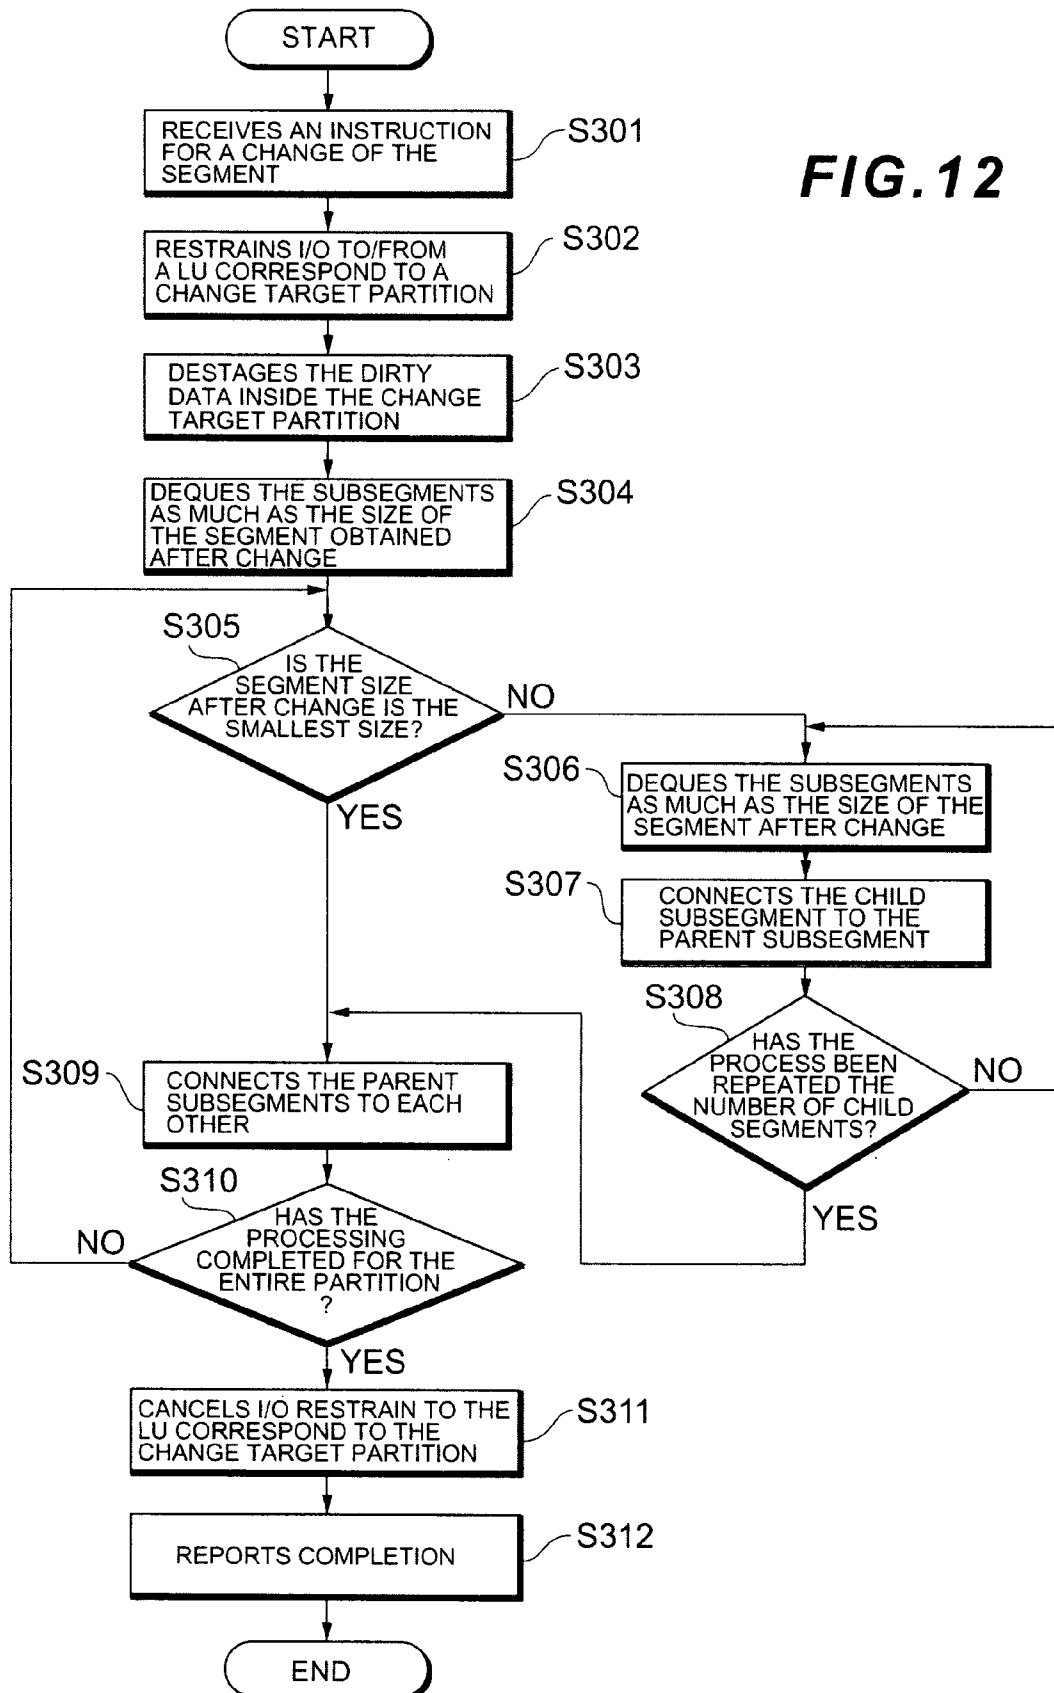 START
RECEIVES AN INSTRUCTION
FOR A CHANGE OF THE
SEGMENT
S301
FIG.12
RESTRAINS I/O TO/FROM
A LU CORRESPOND TO A
CHANGE TARGET PARTITION
S302
DESTAGES THE DIRTY
DATA INSIDE THE CHANGE
TARGET PARTITION
S303
DEQUES THE SUBSEGMENTS
AS MUCH AS THE SIZE OF
THE SEGMENT OBTAINED
AFTER CHANGE
S304
S305
IS THE
SEGMENT SIZE
AFTER CHANGE IS THE
SMALLEST SIZE?
NO
YES
S306
DEQUES THE SUBSEGMENTS
AS MUCH AS THE SIZE OF THE
SEGMENT AFTER CHANGE
S307
CONNECTS THE CHILD
SUBSEGMENT TO THE
PARENT SUBSEGMENT
S308
HAS THE
PROCESS BEEN
REPEATED THE
NUMBER OF CHILD
SEGMENTS?
NO
YES
S309
CONNECTS THE PARENT
SUBSEGMENTS TO EACH
OTHER
S310
HAS THE
PROCESSING
COMPLETED FOR THE
ENTIRE PARTITION
?
NO
YES
CANCELS I/O RESTRAIN TO THE
LU CORRESPOND TO THE
CHANGE TARGET PARTITION
S311
REPORTS COMPLETION
S312
END